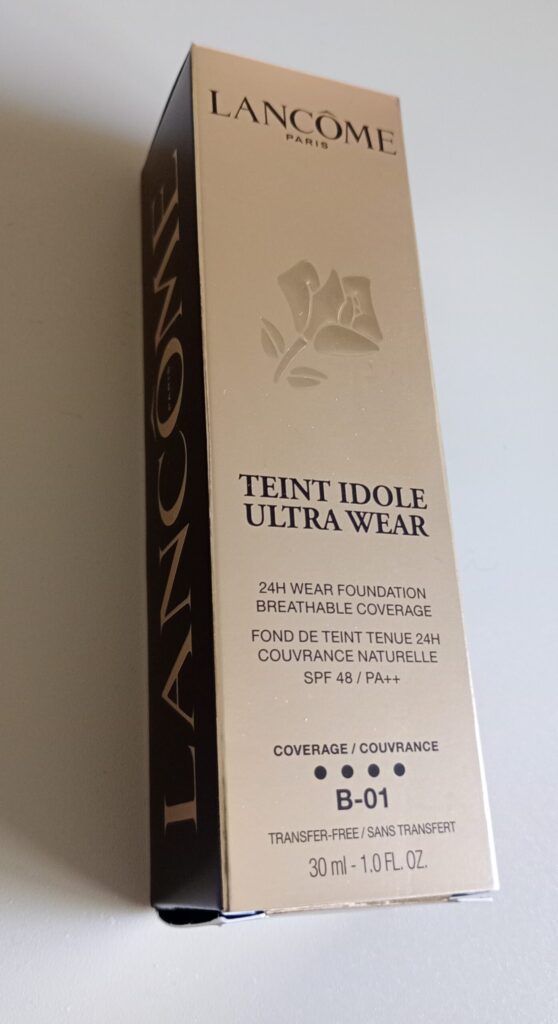 LANCÔME
PARIS
TEINT IDOLE
ULTRA WEAR
24H WEAR FOUNDATION
BREATHABLE COVERAGE
FOND DE TEINT TENUE 24H
COUVRANCE NATURELLE
SPF 48 / PA++
COVERAGE / COUVRANCE
B-01
TRANSFER-FREE / SANS TRANSFERT
30 ml - 1.0 FL. OZ.
LANCÔME
PARIS